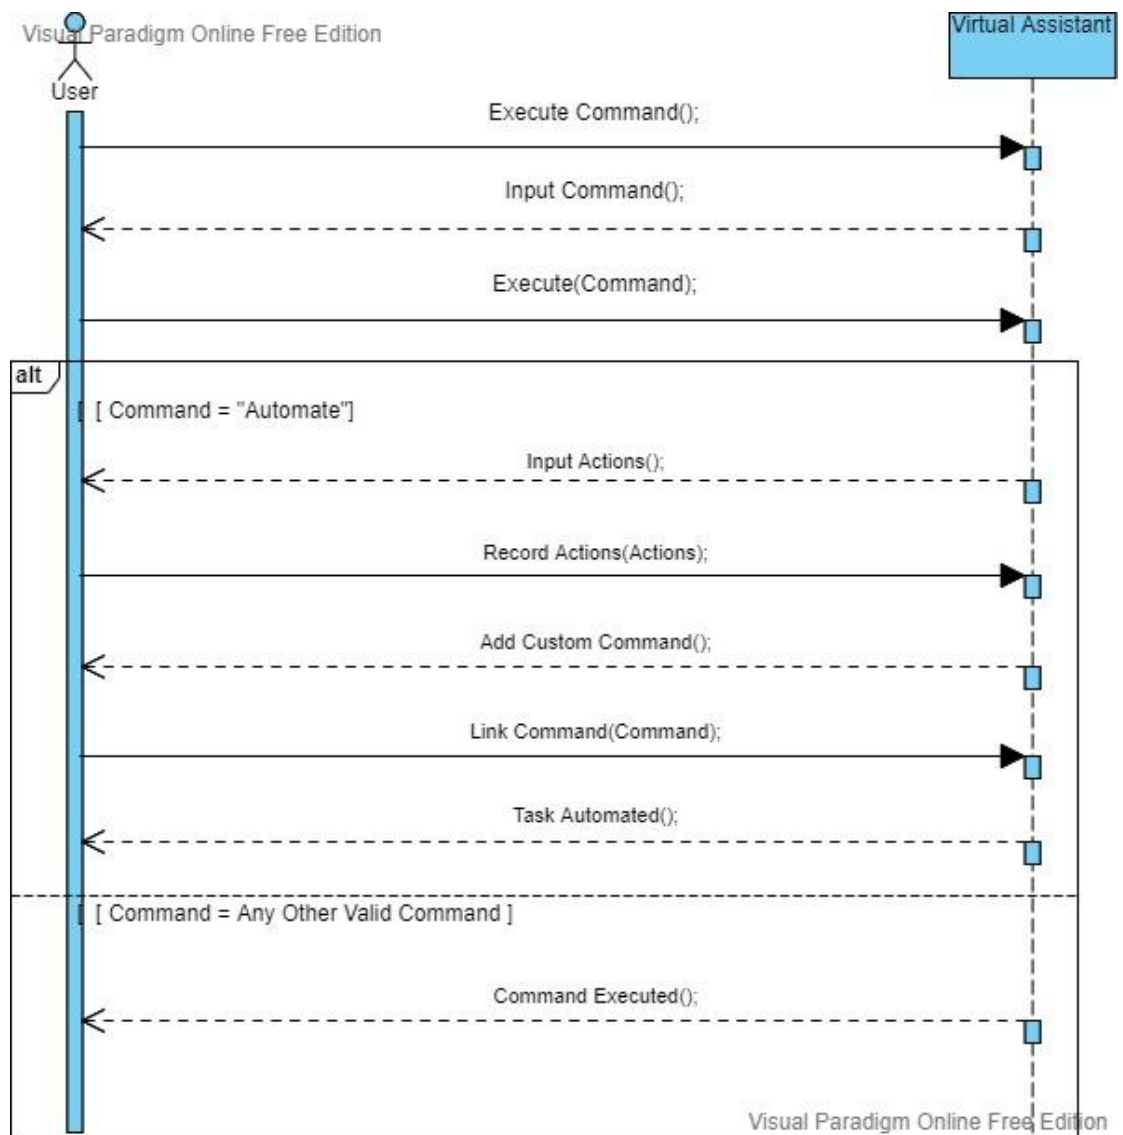 Visual Paradigm Online Free Edition
Virtual Assistant
User
Execute Command();
Input Command();
Execute(Command);
alt
[ [ Command = "Automate"]
Input Actions();
Record Actions(Actions);
Add Custom Command();
Link Command(Command);
Task Automated();
[ [ Command = Any Other Valid Command ]
Command Executed();
Visual Paradigm Online Free Edition